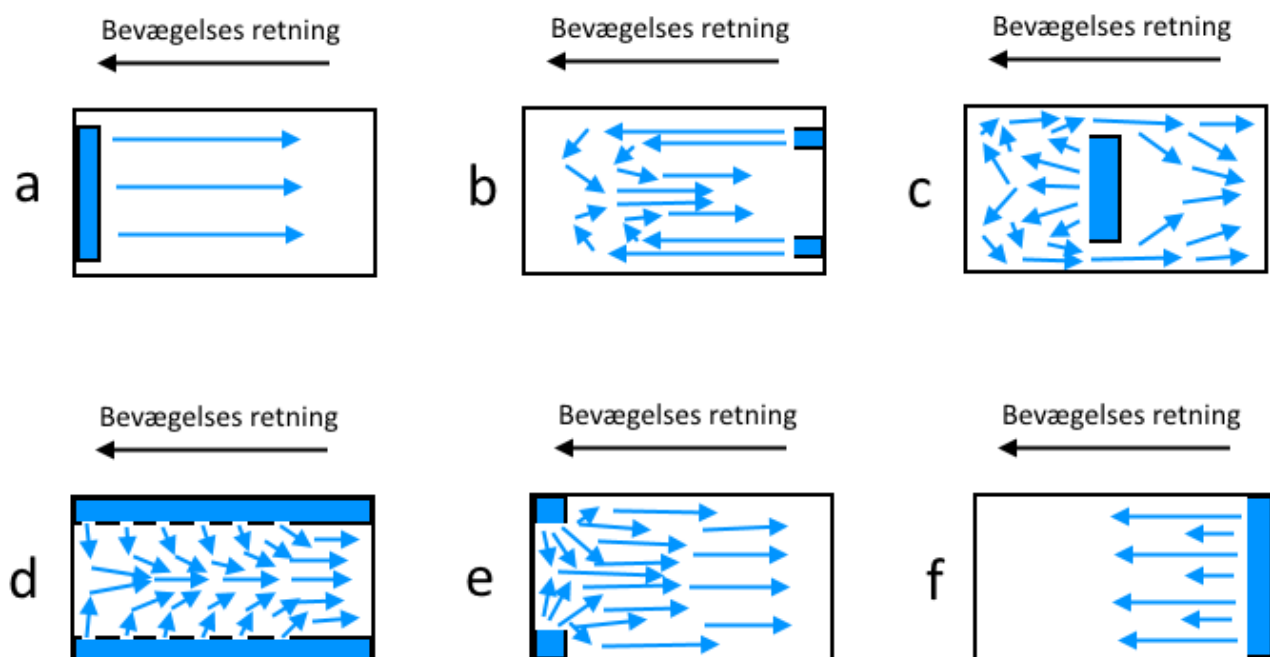 Bevægelses retning
Bevægelses retning
Bevægelses retning
a
b
c
Bevægelses retning
Bevægelses retning
Bevægelses retning
d
e
f